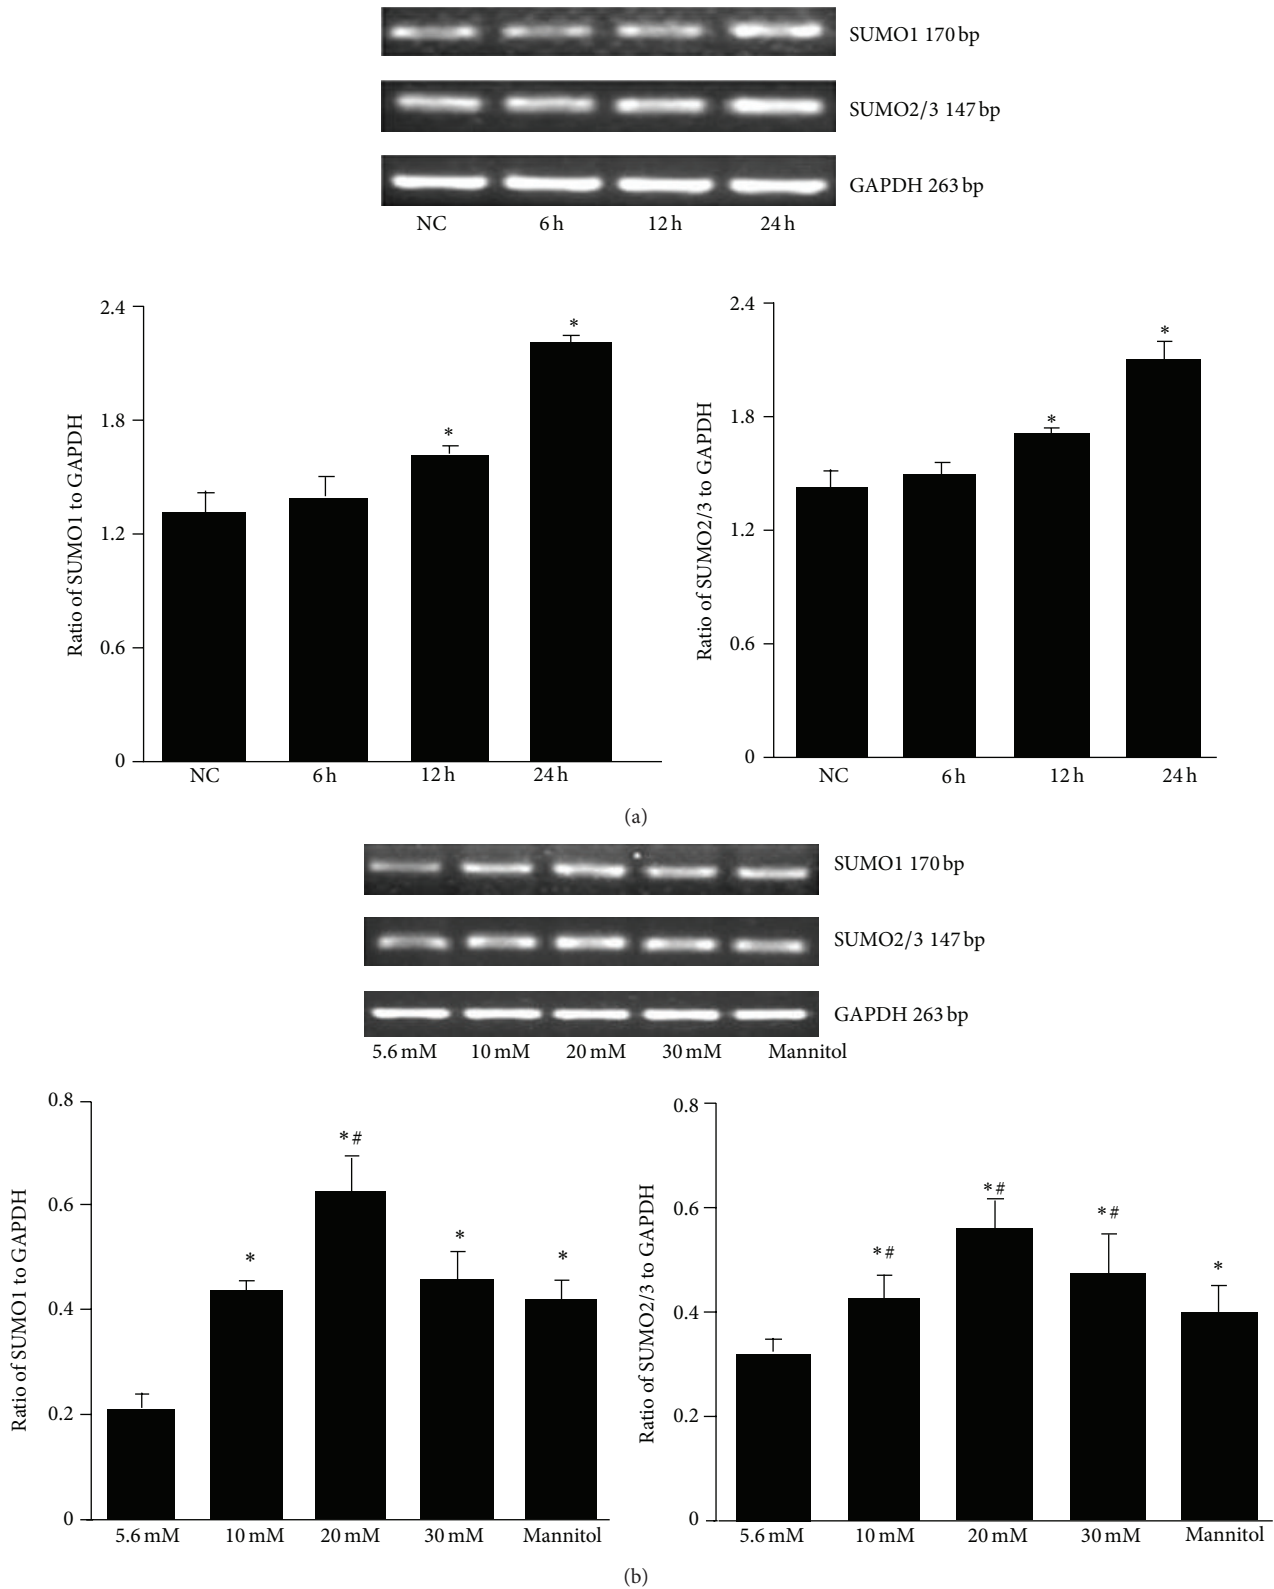 SUMO1 170 bp
SUMO2/3 147 bp
GAPDH 263 bp
NC 6 h 12 h 24 h
Ratio of SUMO1 to GAPDH
2.4
1.8
1.2
0.6
0
*
*
NC 6 h 12 h 24 h
Ratio of SUMO2/3 to GAPDH
2.4
1.8
1.2
0.6
0
*
*
NC 6 h 12 h 24 h
(a)
SUMO1 170 bp
SUMO2/3 147 bp
GAPDH 263 bp
5.6 mM 10 mM 20 mM 30 mM Mannitol
Ratio of SUMO1 to GAPDH
0.8
0.6
0.4
0.2
0
*
*#
*
*
5.6 mM 10 mM 20 mM 30 mM Mannitol
Ratio of SUMO2/3 to GAPDH
0.8
0.6
0.4
0.2
0
*#
*#
*#
*
5.6 mM 10 mM 20 mM 30 mM Mannitol
(b)